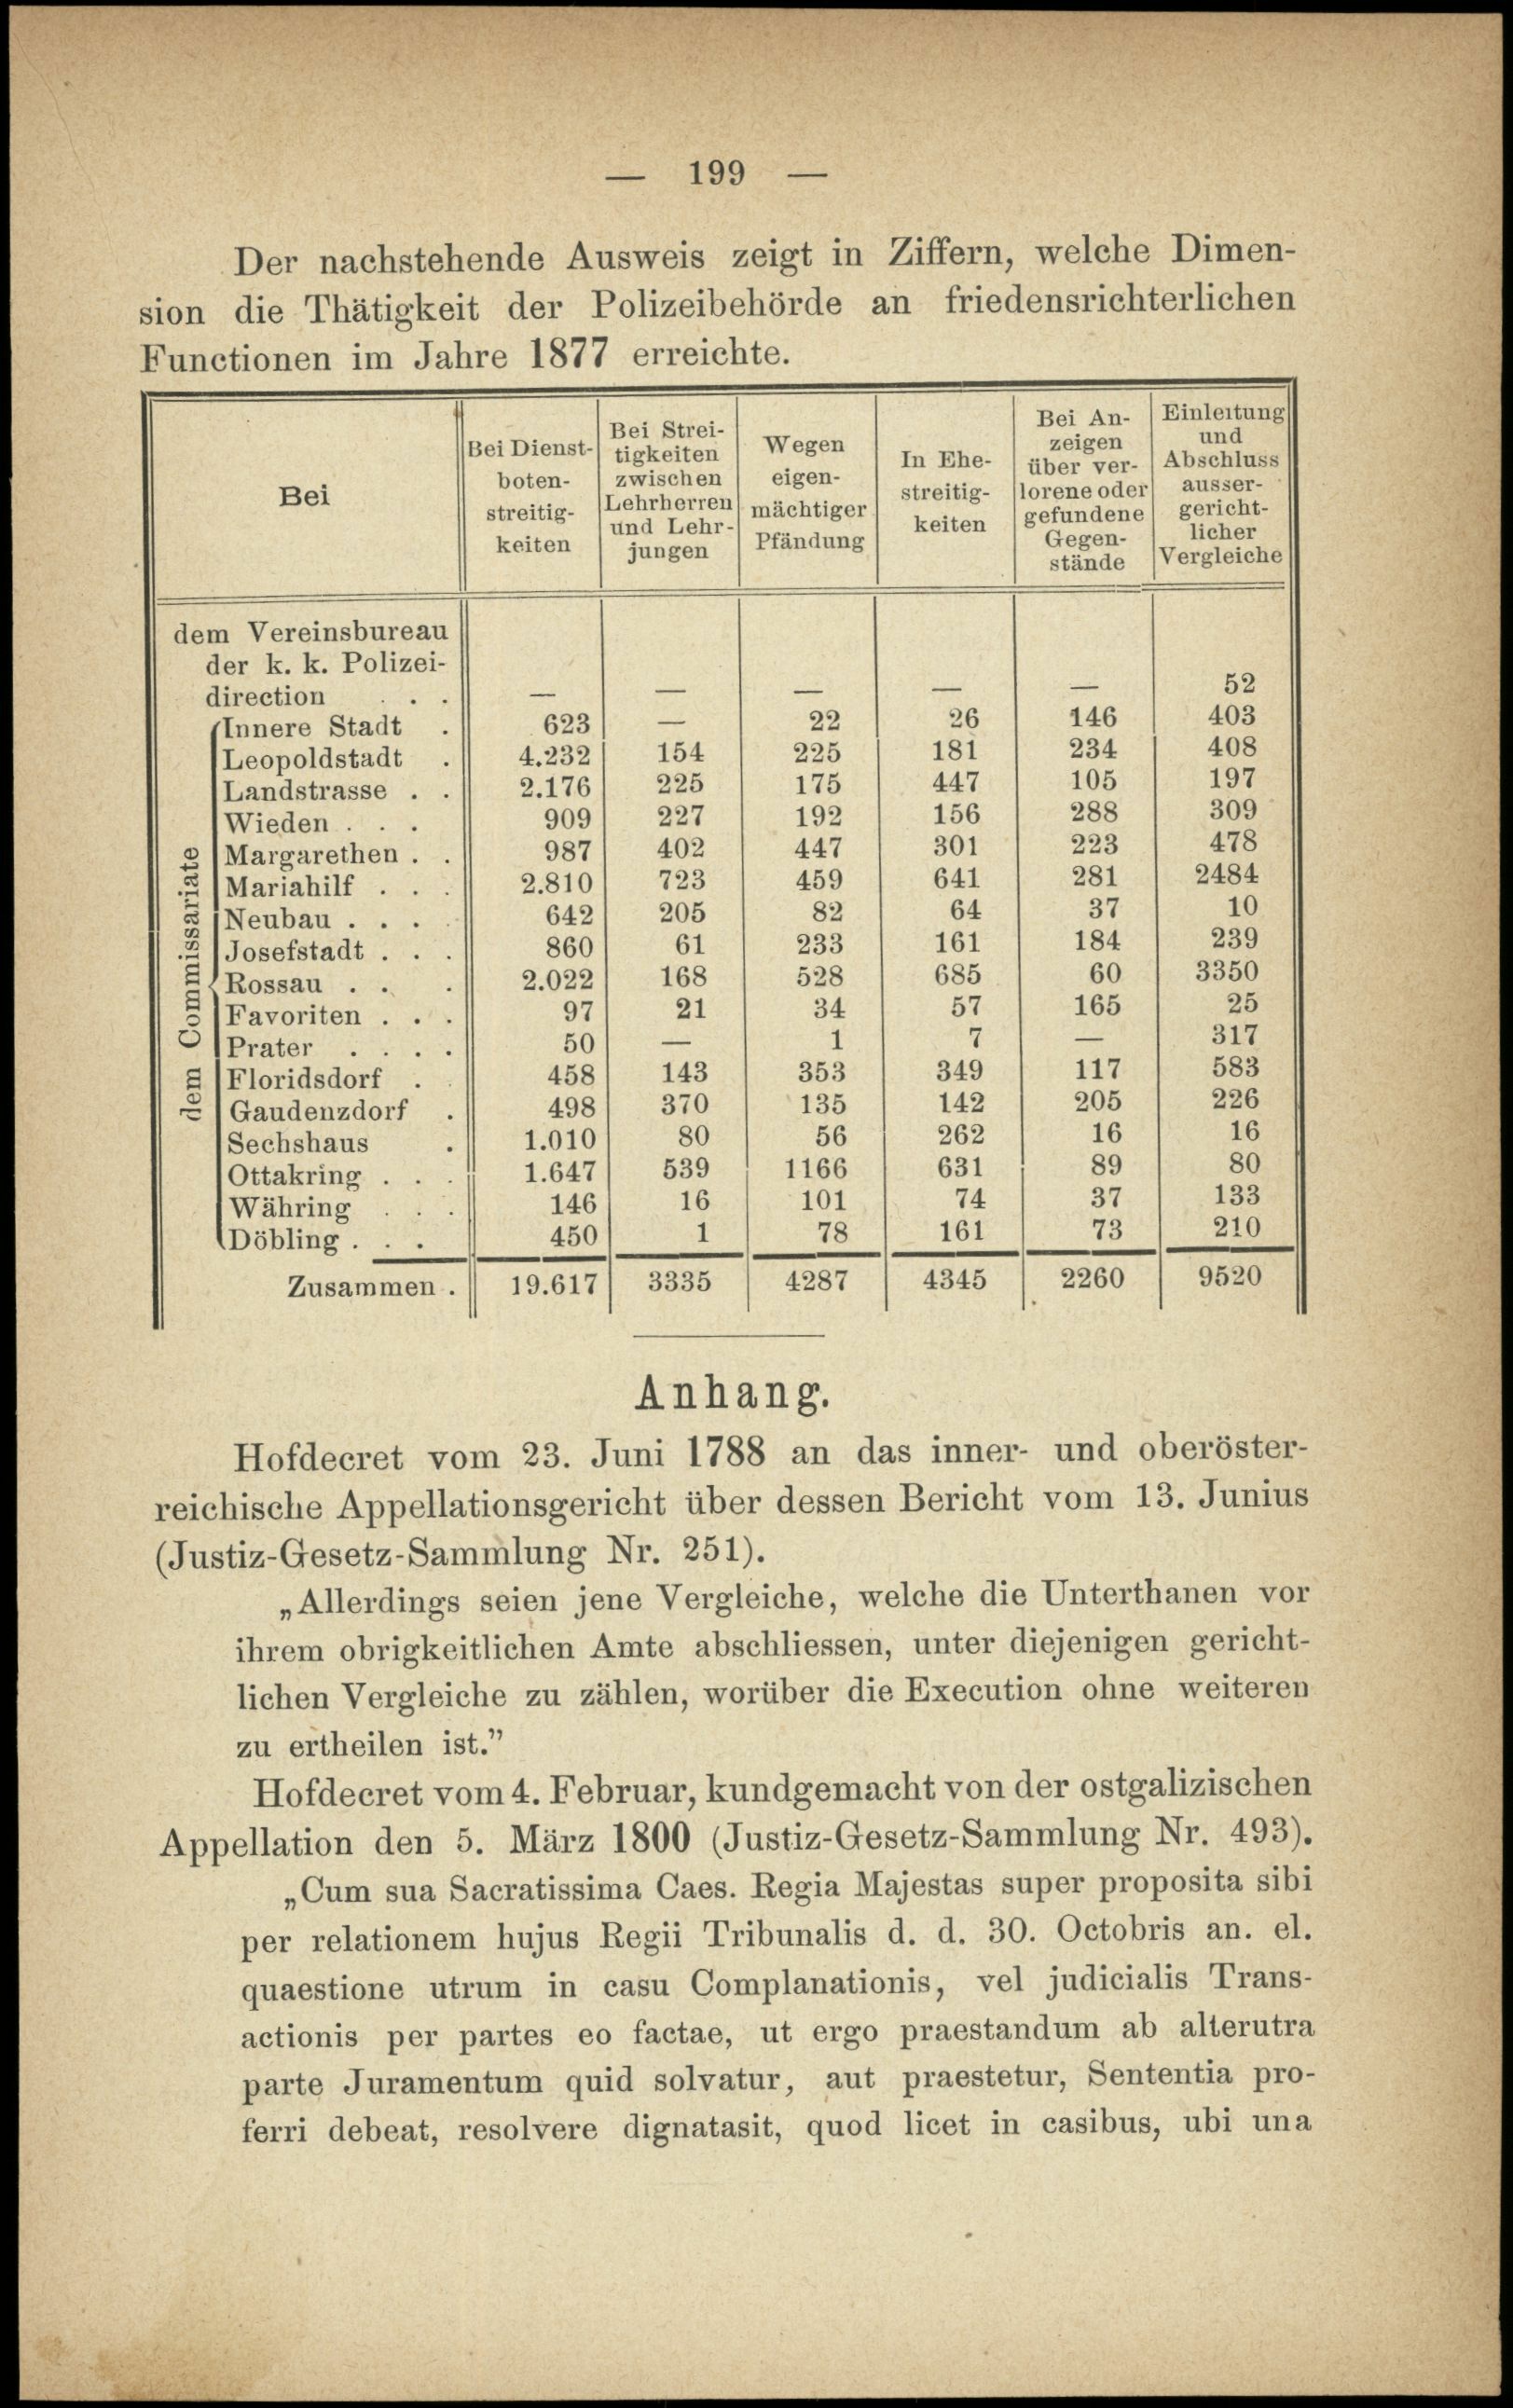 — 199 —
Der nachstehende Ausweis zeigt in Ziffern, welche Dimen-
sion die Thätigkeit der Polizeibehörde an friedensrichterlichen
Functionen im Jahre 1877 erreichte.
Bei
Bei Dienst-
boten-
streitig-
keiten
Bei Strei-
tigkeiten
zwischen
Lehrherren
und Lehr-
jungen
Wegen
eigen-
mächtiger
Pfändung
In Ehe-
streitig-
keiten
Bei An-
zeigen
über ver-
lorene oder
gefundene
Gegen-
stände
Einleitung
und
Abschluss
ausser-
gericht-
licher
Vergleiche
dem Vereinsbureau
der k. k. Polizei-
direction . . — — — — — 52
dem Commissariate
Innere Stadt . 623 — 22 26 146 403
Leopoldstadt . 4.232 154 225 181 234 408
Landstrasse . . 2.176 225 175 447 105 197
Wieden . . . 909 227 192 156 288 309
Margarethen . . 987 402 447 301 223 478
Mariahilf . . . 2.810 723 459 641 281 2484
Neubau . . . . 642 205 82 64 37 10
Josefstadt . . . 860 61 233 161 184 239
Rossau . . . 2.022 168 528 685 60 3350
Favoriten . . . 97 21 34 57 165 25
Prater . . . . 50 — 1 7 — 317
Floridsdorf . 458 143 353 349 117 583
Gaudenzdorf . 498 370 135 142 205 226
Sechshaus . 1.010 80 56 262 16 16
Ottakring . . . 1.647 539 1166 631 89 80
Währing . . . 146 16 101 74 37 133
Döbling . . . 450 1 78 161 73 210
Zusammen . 19.617 3335 4287 4345 2260 9520
Anhang.
Hofdecret vom 23. Juni 1788 an das inner- und oberöster-
reichische Appellationsgericht über dessen Bericht vom 13. Junius
(Justiz-Gesetz-Sammlung Nr. 251).
„Allerdings seien jene Vergleiche, welche die Unterthanen vor
ihrem obrigkeitlichen Amte abschliessen, unter diejenigen gericht-
lichen Vergleiche zu zählen, worüber die Execution ohne weiteren
zu ertheilen ist.”
Hofdecret vom 4. Februar, kundgemacht von der ostgalizischen
Appellation den 5. März 1800 (Justiz-Gesetz-Sammlung Nr. 493).
„Cum sua Sacratissima Caes. Regia Majestas super proposita sibi
per relationem hujus Regii Tribunalis d. d. 30. Octobris an. el.
quaestione utrum in casu Complanationis, vel judicialis Trans-
actionis per partes eo factae, ut ergo praestandum ab alterutra
parte Juramentum quid solvatur, aut praestetur, Sententia pro-
ferri debeat, resolvere dignatasit, quod licet in casibus, ubi una